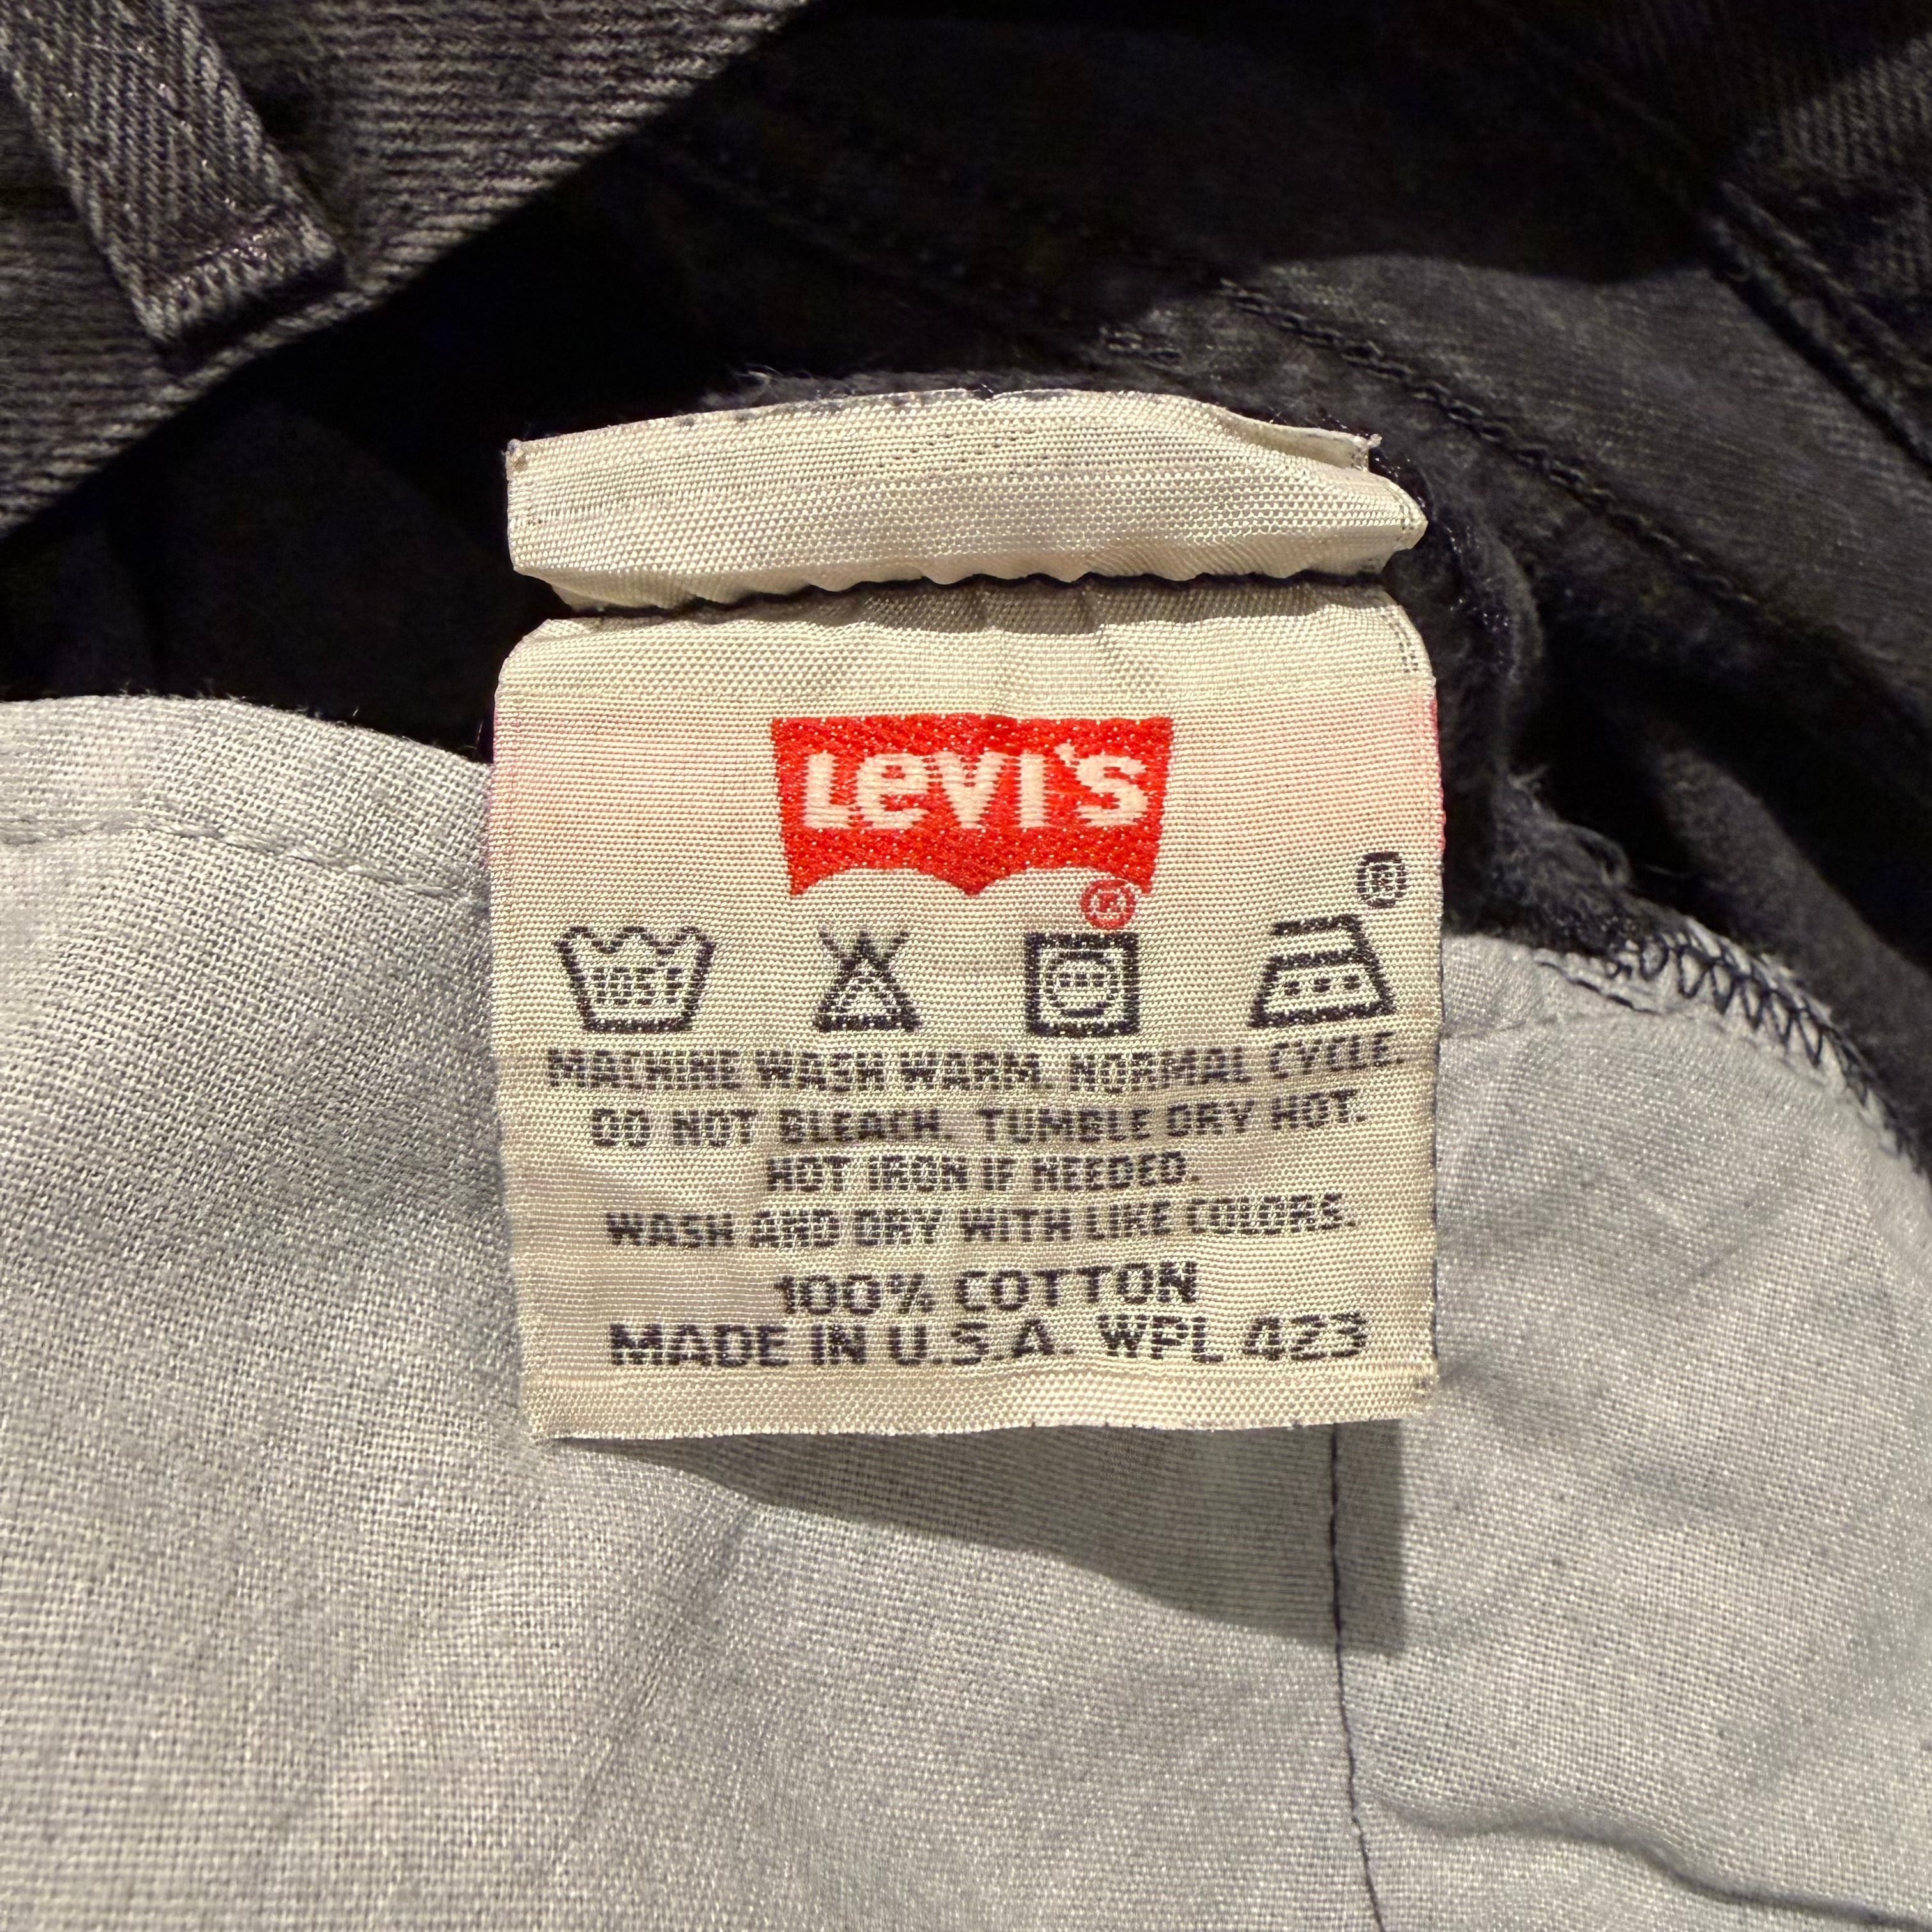 Levi's
®
®
105F
MACHINE WASH WARM. NORMAL CYCLE.
DO NOT BLEACH. TUMBLE DRY HOT.
HOT IRON IF NEEDED.
WASH AND DRY WITH LIKE COLORS.
100% COTTON
MADE IN U.S.A. WPL 423